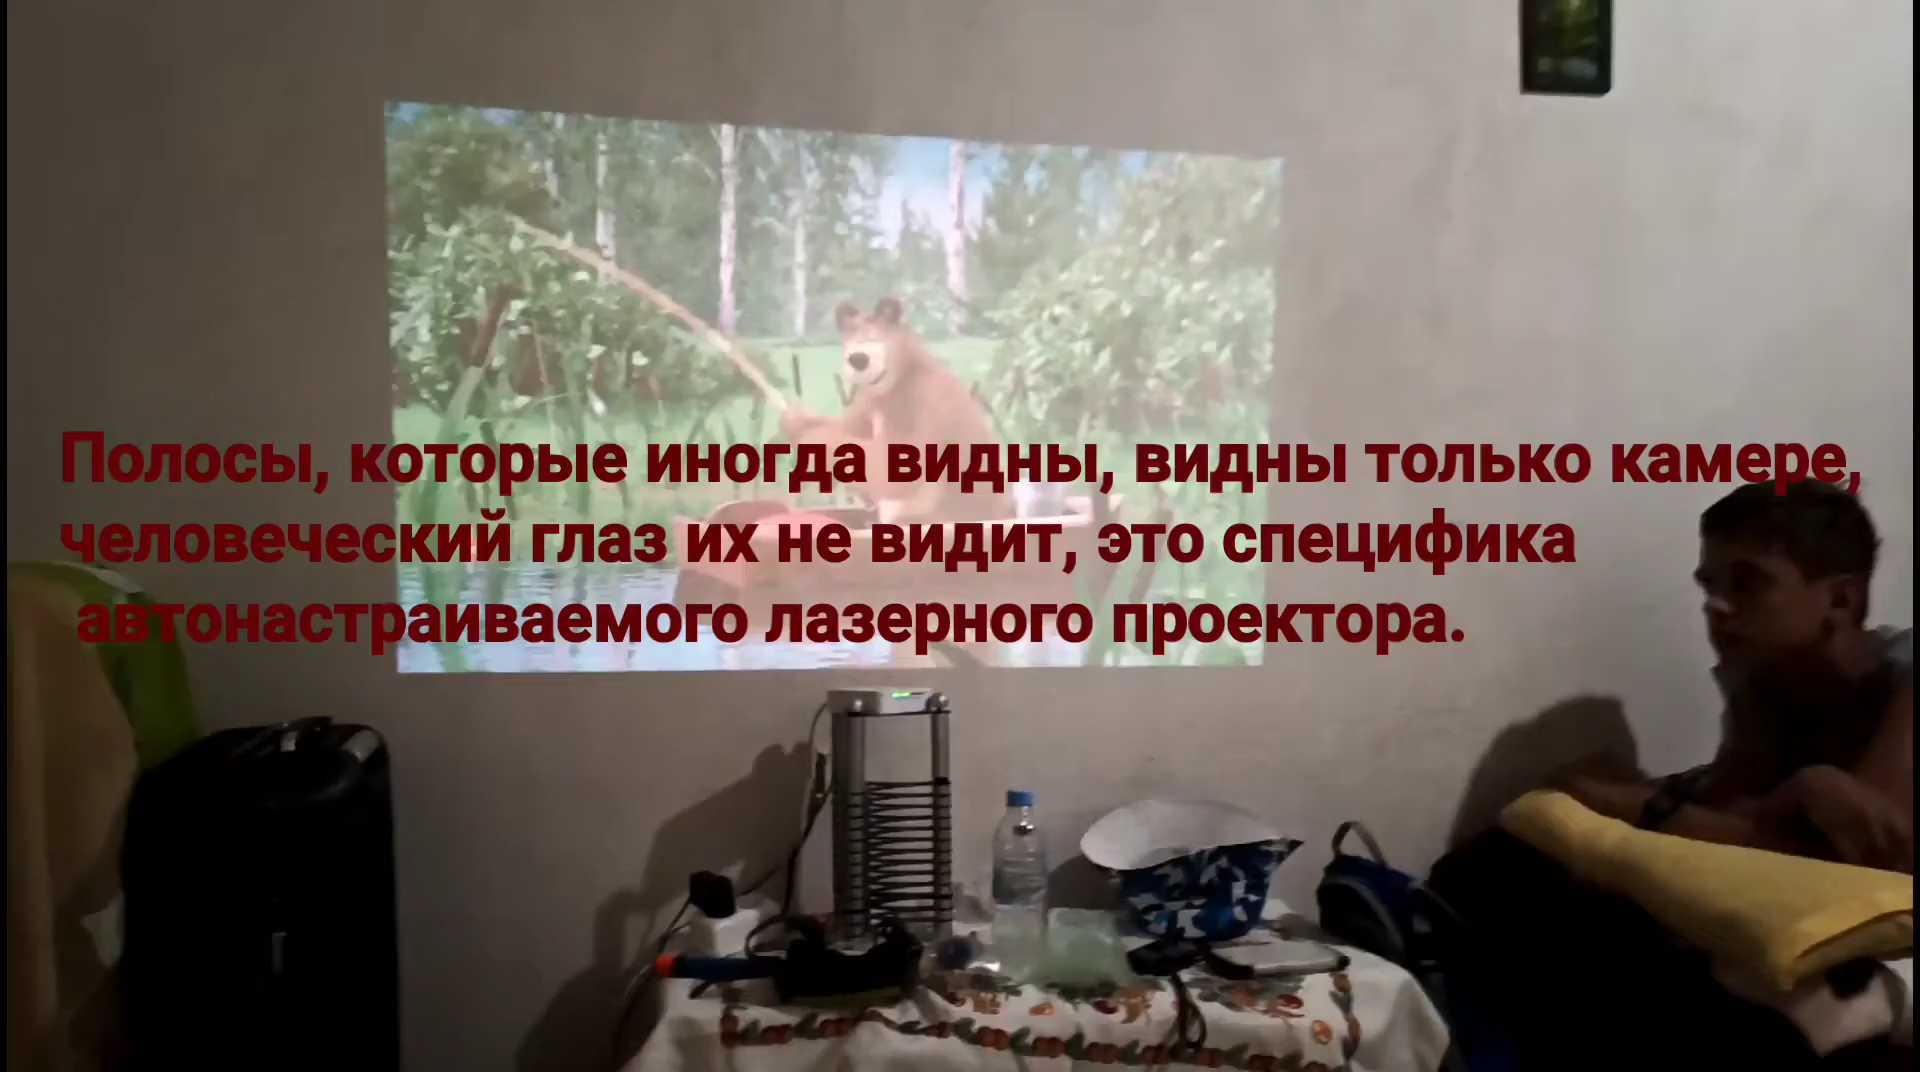 Полосы, которые иногда видны, видны только камере,
человеческий глаз их не видит, это специфика
автонастраиваемого лазерного проектора.